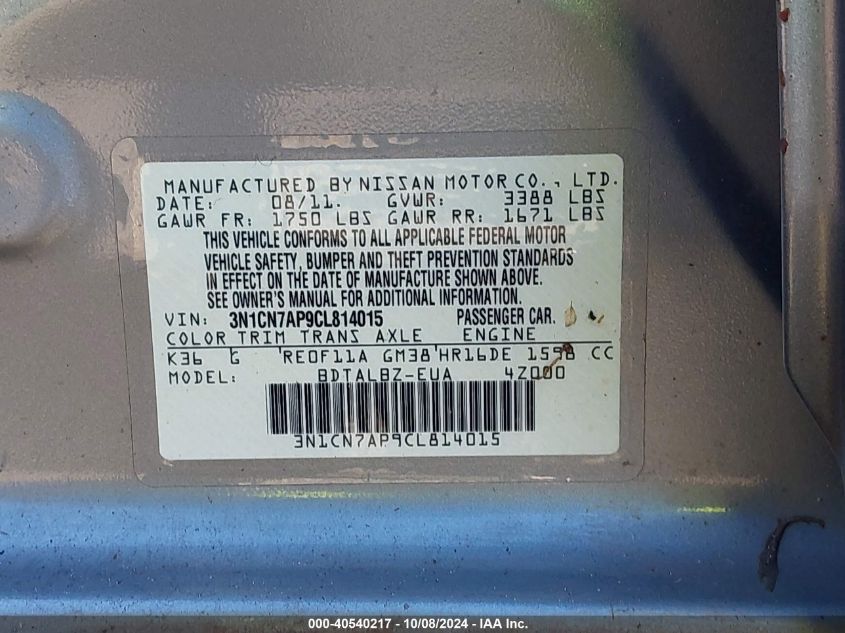 MANUFACTURED BY NISSAN MOTOR CO., LTD.
DATE: 08/11. GVWR: 3388 LBS
GAWR FR: 1750 LBS GAWR RR: 1671 LBS
THIS VEHICLE CONFORMS TO ALL APPLICABLE FEDERAL MOTOR
VEHICLE SAFETY, BUMPER AND THEFT PREVENTION STANDARDS
IN EFFECT ON THE DATE OF MANUFACTURE SHOWN ABOVE.
SEE OWNER'S MANUAL FOR ADDITIONAL INFORMATION.
VIN: 3N1CN7AP9CL814015 PASSENGER CAR.
COLOR TRIM TRANS AXLE ENGINE
K36 G RE0F11A GM38 HR16DE 1598 CC
MODEL: BDTALBZ-EUA 4Z000
3N1CN7AP9CL814015
000-40540217 - 10/08/2024 - IAA Inc.